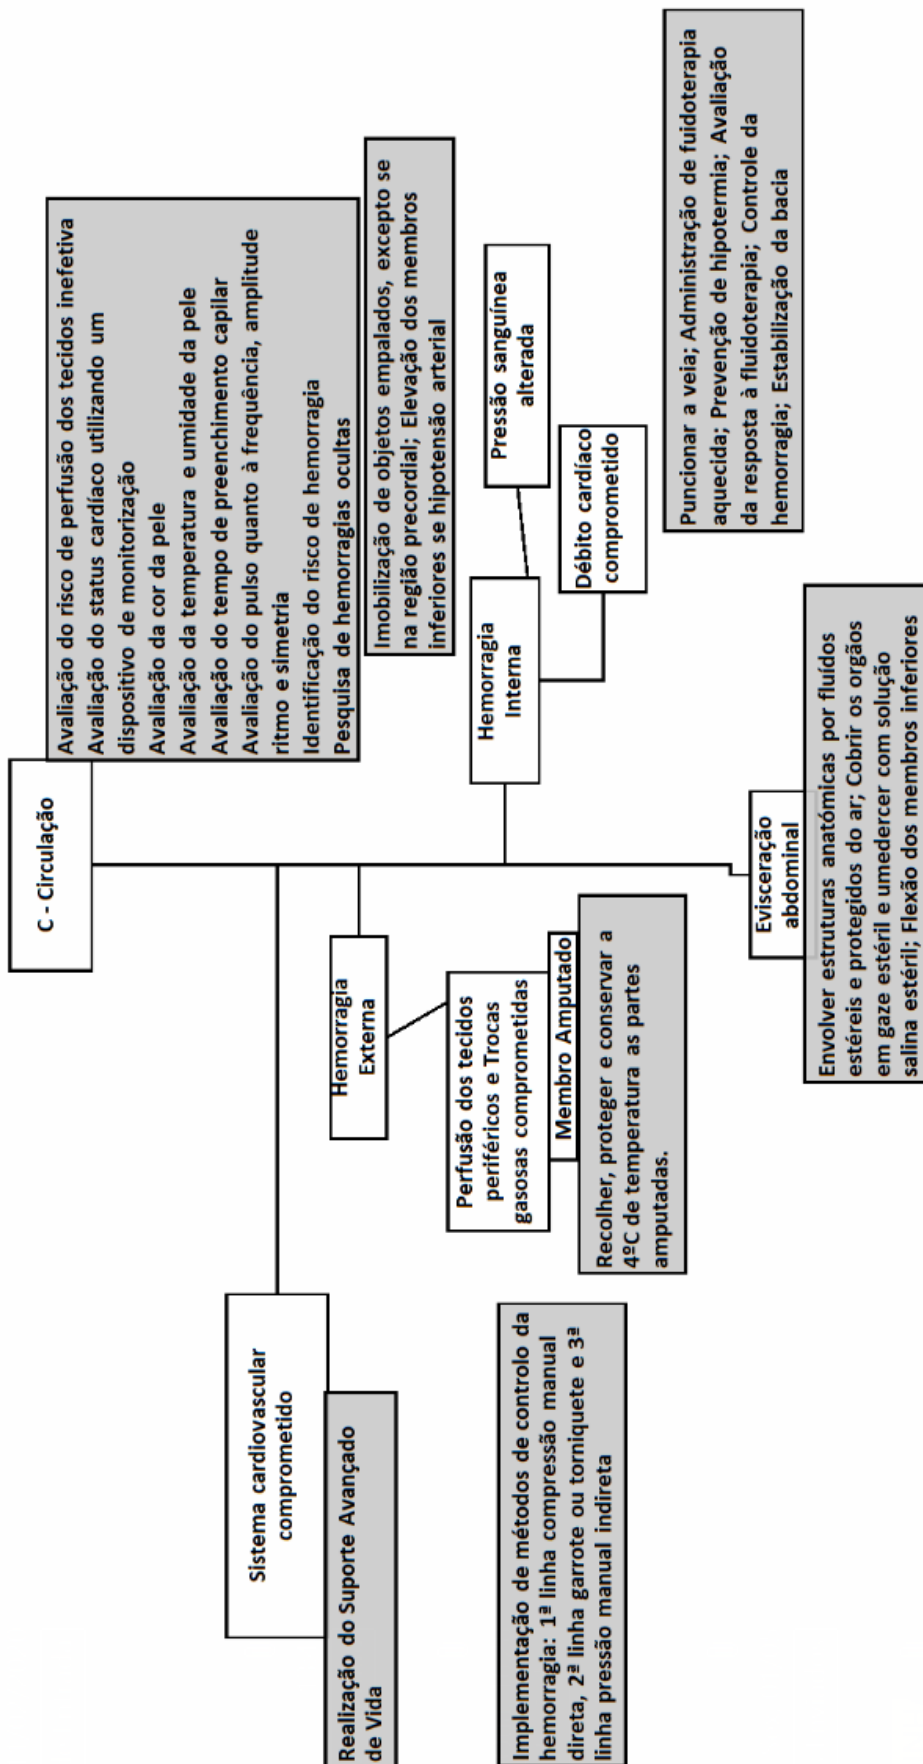 C - Circulação
Avaliação do risco de perfusão dos tecidos inefetiva
Avaliação do status cardíaco utilizando um
dispositivo de monitorização
Avaliação da cor da pele
Avaliação da temperatura e umidade da pele
Avaliação do tempo de preenchimento capilar
Avaliação do pulso quanto à frequência, amplitude
ritmo e simetria
Identificação do risco de hemorragia
Pesquisa de hemorragias ocultas
Imobilização de objetos empalados, excepto se
na região precordial; Elevação dos membros
inferiores se hipotensão arterial
Sistema cardiovascular
comprometido
Realização do Suporte Avançado
de Vida
Hemorragia
Externa
Perfusão dos tecidos
periféricos e Trocas
gasosas comprometidas
Membro Amputado
Recolher, proteger e conservar a
4ºC de temperatura as partes
amputadas.
Implementação de métodos de controlo da
hemorragia: 1ª linha compressão manual
direta, 2ª linha garrote ou torniquete e 3ª
linha pressão manual indireta
Hemorragia
Interna
Pressão sanguínea
alterada
Débito cardíaco
comprometido
Puncionar a veia; Administração de fuidoterapia
aquecida; Prevenção de hipotermia; Avaliação
da resposta à fluidoterapia; Controle da
hemorragia; Estabilização da bacia
Evisceração
abdominal
Envolver estruturas anatómicas por fluídos
estéreis e protegidos do ar; Cobrir os orgãos
em gaze estéril e umedercer com solução
salina estéril; Flexão dos membros inferiores